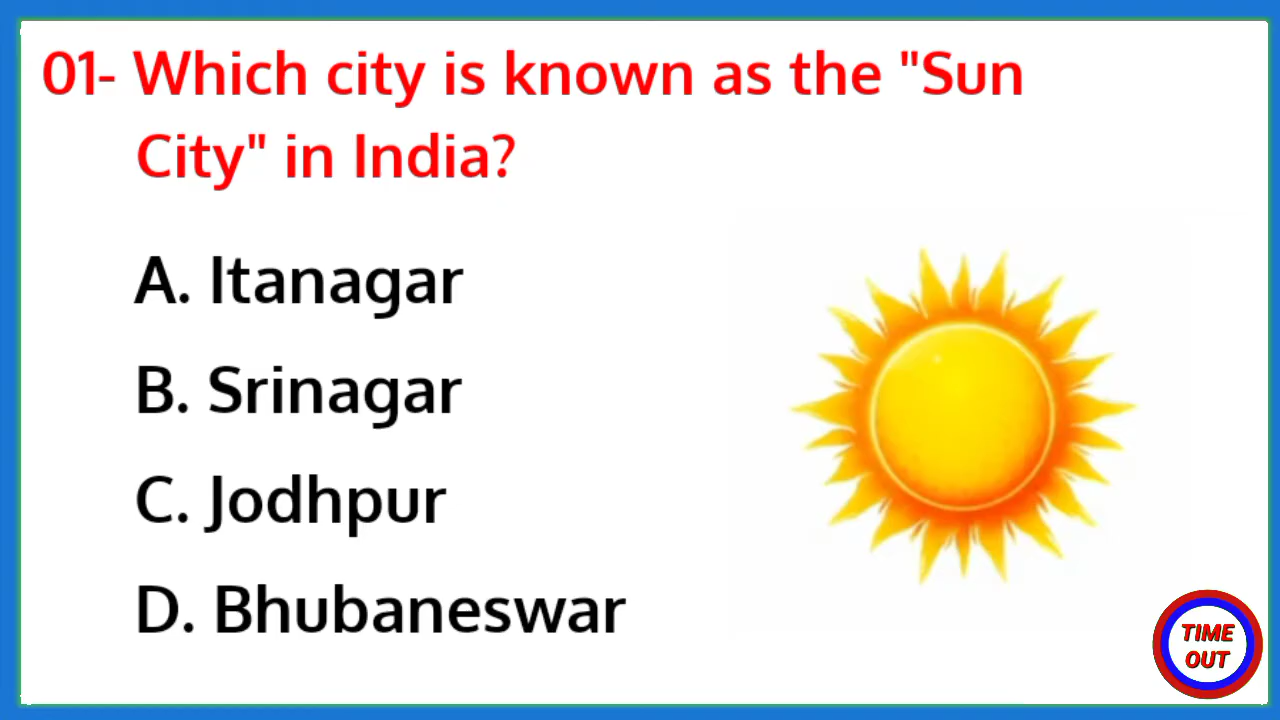 01- Which city is known as the "Sun
City" in India?
A. Itanagar
B. Srinagar
C. Jodhpur
D. Bhubaneswar
TIME
OUT